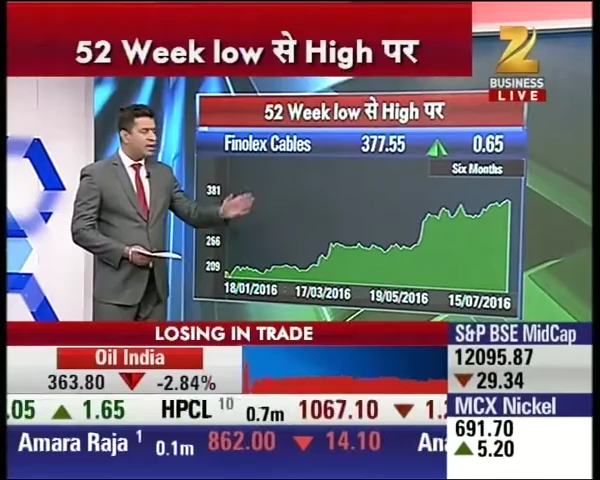 52 Week low से High पर
Z
BUSINESS
LIVE
52 Week low से High पर
Finolex Cables 377.55 0.65
Six Months
381
266
209
18/01/2016 17/03/2016 19/05/2016 15/07/2016
LOSING IN TRADE
Oil India
363.80 -2.84%
S&P BSE MidCap
12095.87
29.34
.05 1.65 HPCL 10 0.7m 1067.10
MCX Nickel
691.70
5.20
Amara Raja 1 0.1m 862.00 14.10